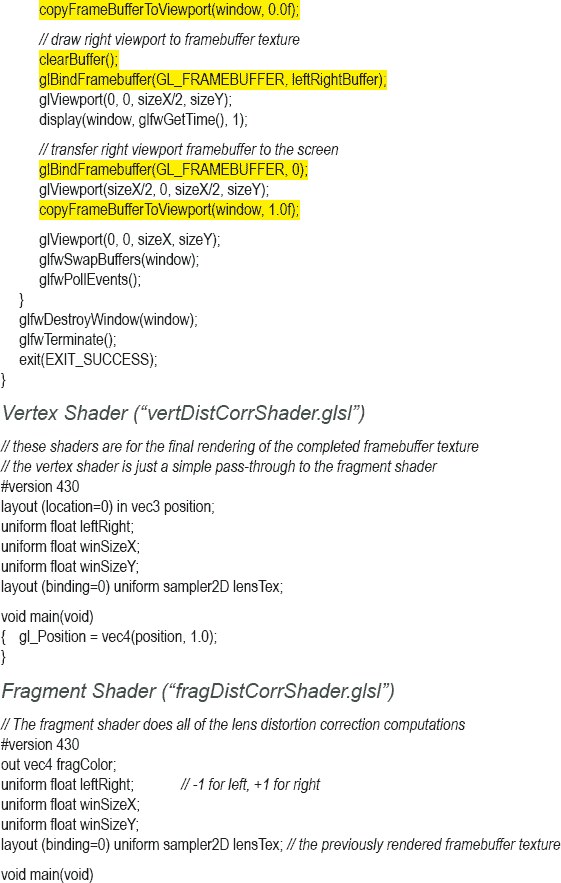 copyFrameBufferToViewport(window, 0.0f);
// draw right viewport to framebuffer texture
clearBuffer();
glBindFramebuffer(GL_FRAMEBUFFER, leftRightBuffer);
glViewport(0, 0, sizeX/2, sizeY);
display(window, glfwGetTime(), 1);
// transfer right viewport framebuffer to the screen
glBindFramebuffer(GL_FRAMEBUFFER, 0);
glViewport(sizeX/2, 0, sizeX/2, sizeY);
copyFrameBufferToViewport(window, 1.0f);
glViewport(0, 0, sizeX, sizeY);
glfwSwapBuffers(window);
glfwPollEvents();
}
glfwDestroyWindow(window);
glfwTerminate();
exit(EXIT_SUCCESS);
}
Vertex Shader (“vertDistCorrShader.glsl”)
// these shaders are for the final rendering of the completed framebuffer texture
// the vertex shader is just a simple pass-through to the fragment shader
#version 430
layout (location=0) in vec3 position;
uniform float leftRight;
uniform float winSizeX;
uniform float winSizeY;
layout (binding=0) uniform sampler2D lensTex;
void main(void)
{ gl_Position = vec4(position, 1.0);
}
Fragment Shader (“fragDistCorrShader.glsl”)
// The fragment shader does all of the lens distortion correction computations
#version 430
out vec4 fragColor;
uniform float leftRight; // -1 for left, +1 for right
uniform float winSizeX;
uniform float winSizeY;
layout (binding=0) uniform sampler2D lensTex; // the previously rendered framebuffer texture
void main(void)